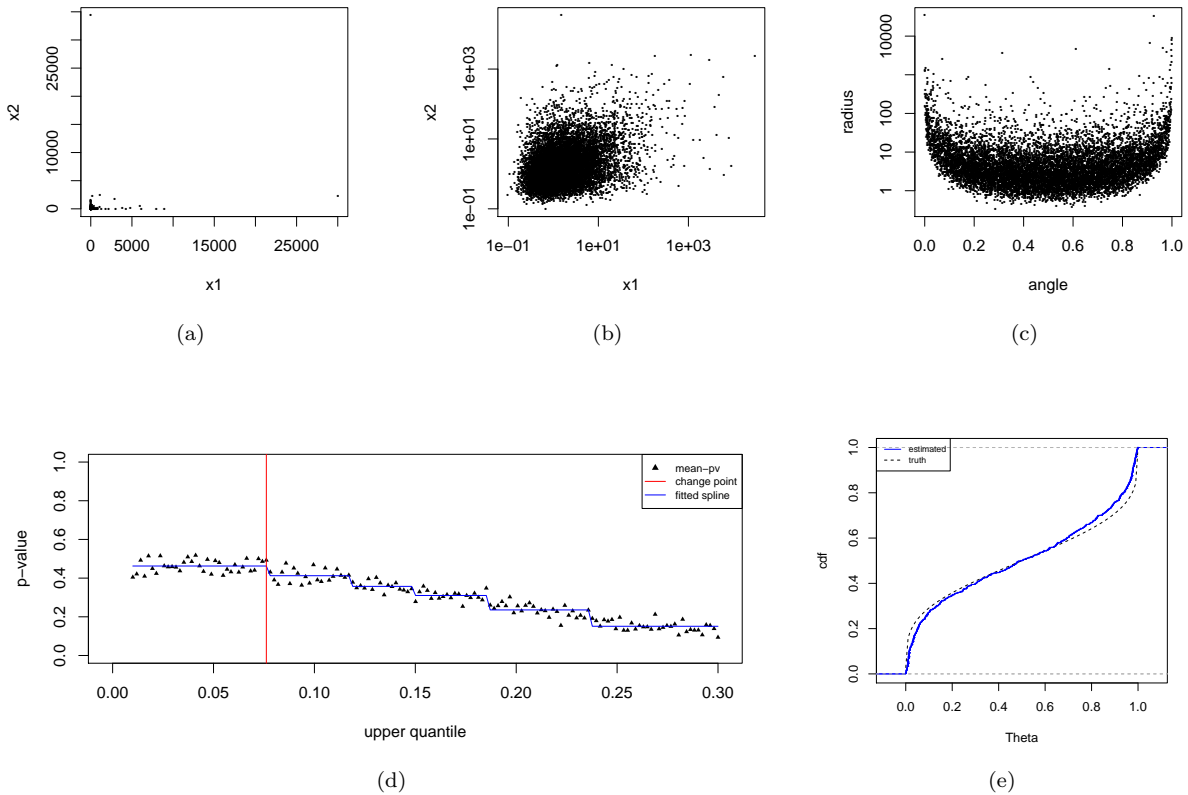 x2
0 10000 25000
0 5000 15000 25000
x1
(a)
x2
1e−01 1e+01 1e+03
1e−01 1e+01 1e+03
x1
(b)
radius
1 10 100 10000
0.0 0.2 0.4 0.6 0.8 1.0
angle
(c)
p−value
0.0 0.2 0.4 0.6 0.8 1.0
mean−pv
change point
fitted spline
0.00 0.05 0.10 0.15 0.20 0.25 0.30
upper quantile
(d)
cdf
0.0 0.2 0.4 0.6 0.8 1.0
estimated
truth
0.0 0.2 0.4 0.6 0.8 1.0
Theta
(e)